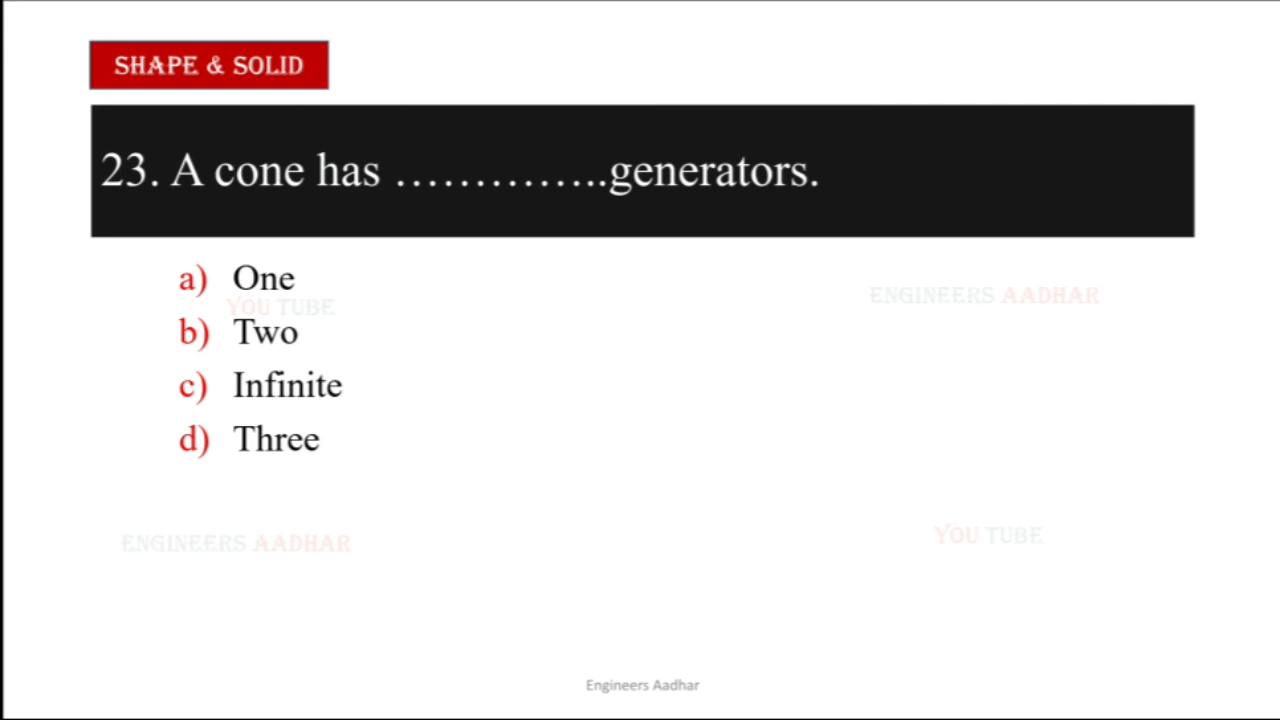 SHAPE & SOLID
23. A cone has …………..generators.
a) One
YOU TUBE
ENGINEERS AADHAR
b) Two
c) Infinite
d) Three
ENGINEERS AADHAR
YOU TUBE
Engineers Aadhar